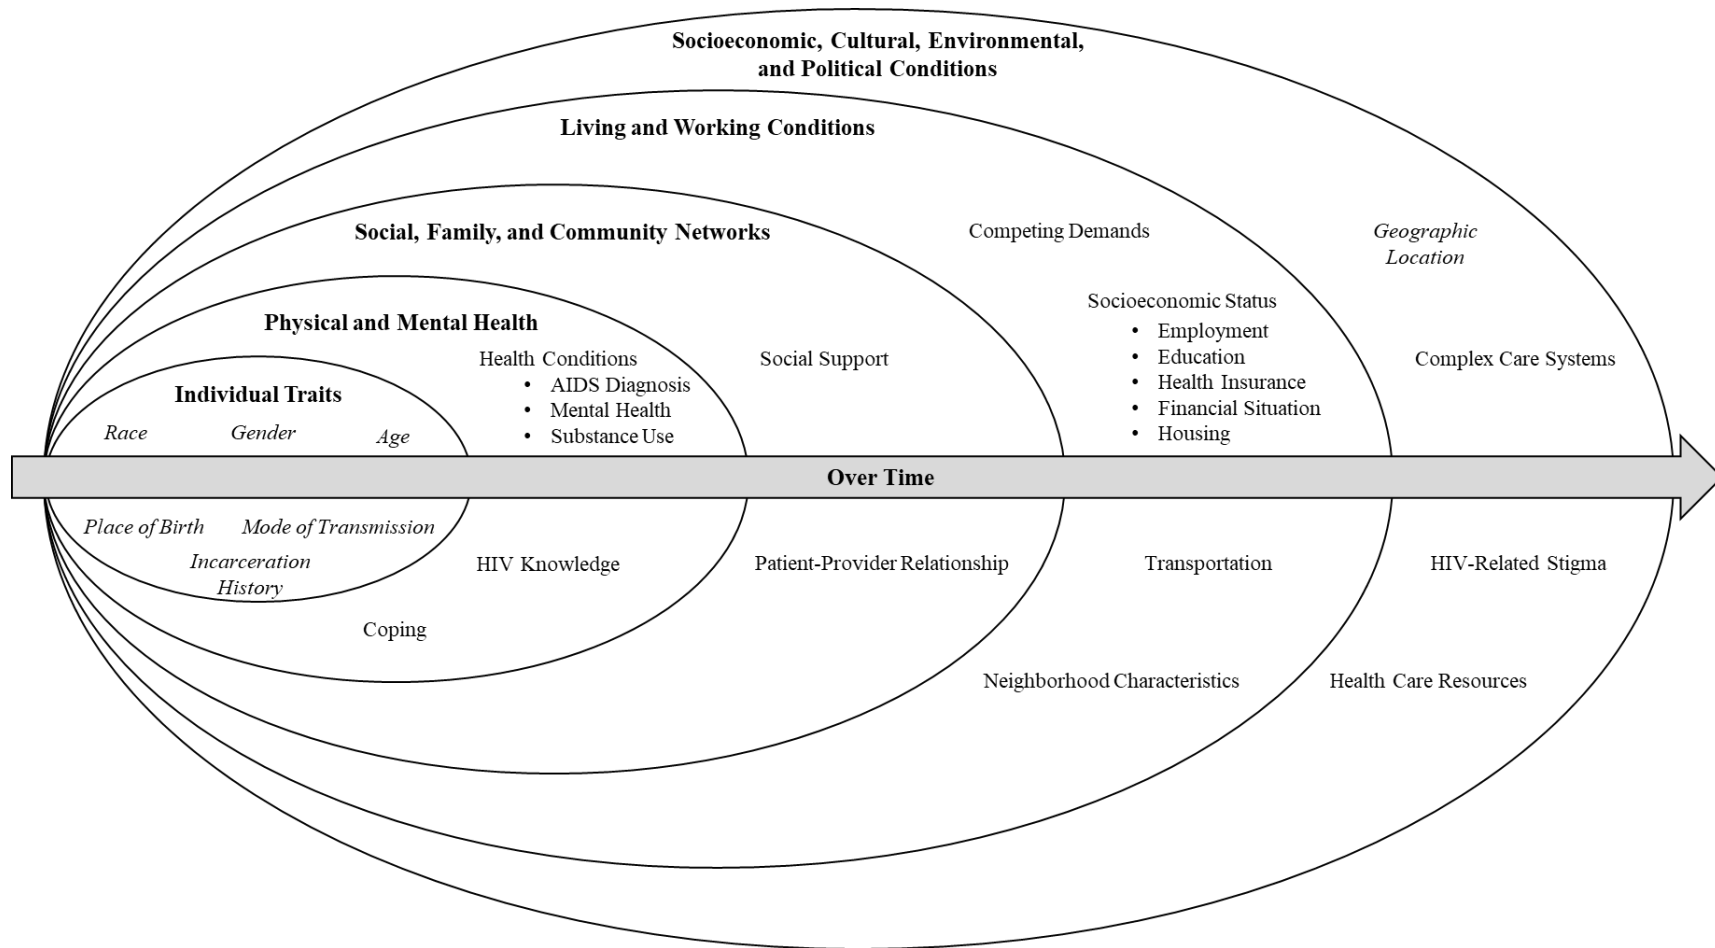 Socioeconomic, Cultural, Environmental,
and Political Conditions
Living and Working Conditions
Social, Family, and Community Networks
Competing Demands
Geographic
Location
Physical and Mental Health
Socioeconomic Status
• Employment
• Education
• Health Insurance
• Financial Situation
• Housing
Health Conditions
• AIDS Diagnosis
• Mental Health
• Substance Use
Social Support
Complex Care Systems
Individual Traits
Race
Gender
Age
Over Time
Place of Birth
Mode of Transmission
Incarceration
History
HIV Knowledge
Patient-Provider Relationship
Transportation
HIV-Related Stigma
Coping
Neighborhood Characteristics
Health Care Resources